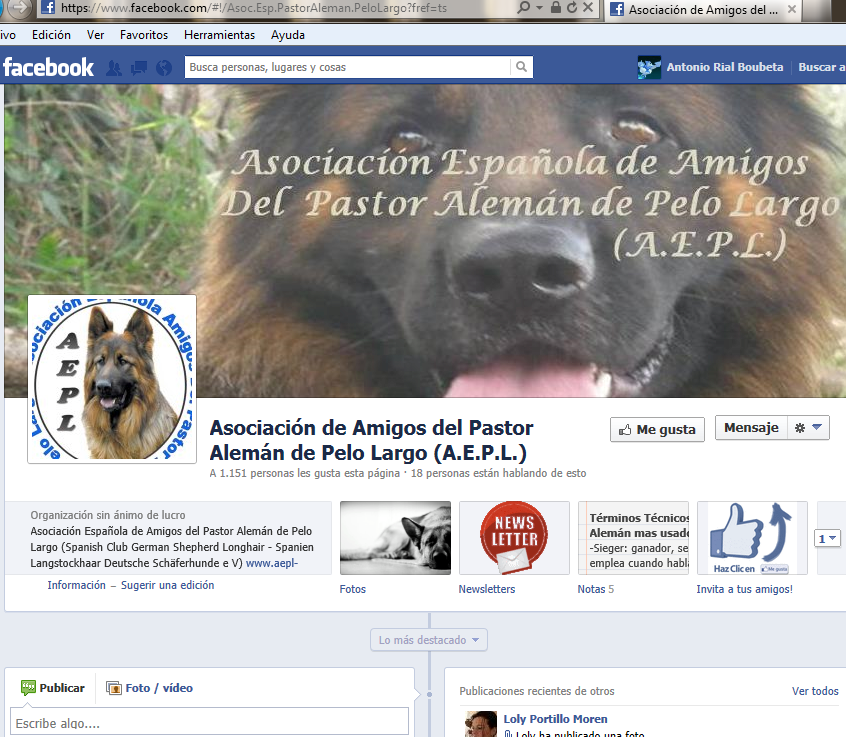 https://www.facebook.com/#!/Asoc.Esp.PastorAleman.PeloLargo?fref=ts
Asociación de Amigos del ...
ivo Edición Ver Favoritos Herramientas Ayuda
facebook
Busca personas, lugares y cosas
Antonio Rial Boubeta
Buscar a
Asociación Española de Amigos
Del Pastor Alemán de Pelo Largo
(A.E.P.L.)
AEPL
Asociación de Amigos del Pastor
Alemán de Pelo Largo (A.E.P.L.)
A 1.151 personas les gusta esta página · 18 personas están hablando de esto
Me gusta
Mensaje
Organización sin ánimo de lucro
Asociación Española de Amigos del Pastor Alemán de Pelo
Largo (Spanish Club German Shepherd Longhair - Spanien
Langstockhaar Deutsche Schäferhunde e V) www.aepl-
Información – Sugerir una edición
Fotos
NEWS
LETTER
Newsletters
Términos Técnicos
Alemán mas usado
-Sieger: ganador, se
emplea cuando habla
Notas 5
Haz Clic en Me gusta
Invita a tus amigos!
1
Lo más destacado
Publicar
Foto / vídeo
Escribe algo....
Publicaciones recientes de otros
Ver todos
Loly Portillo Moren
Loly ha publicado una foto